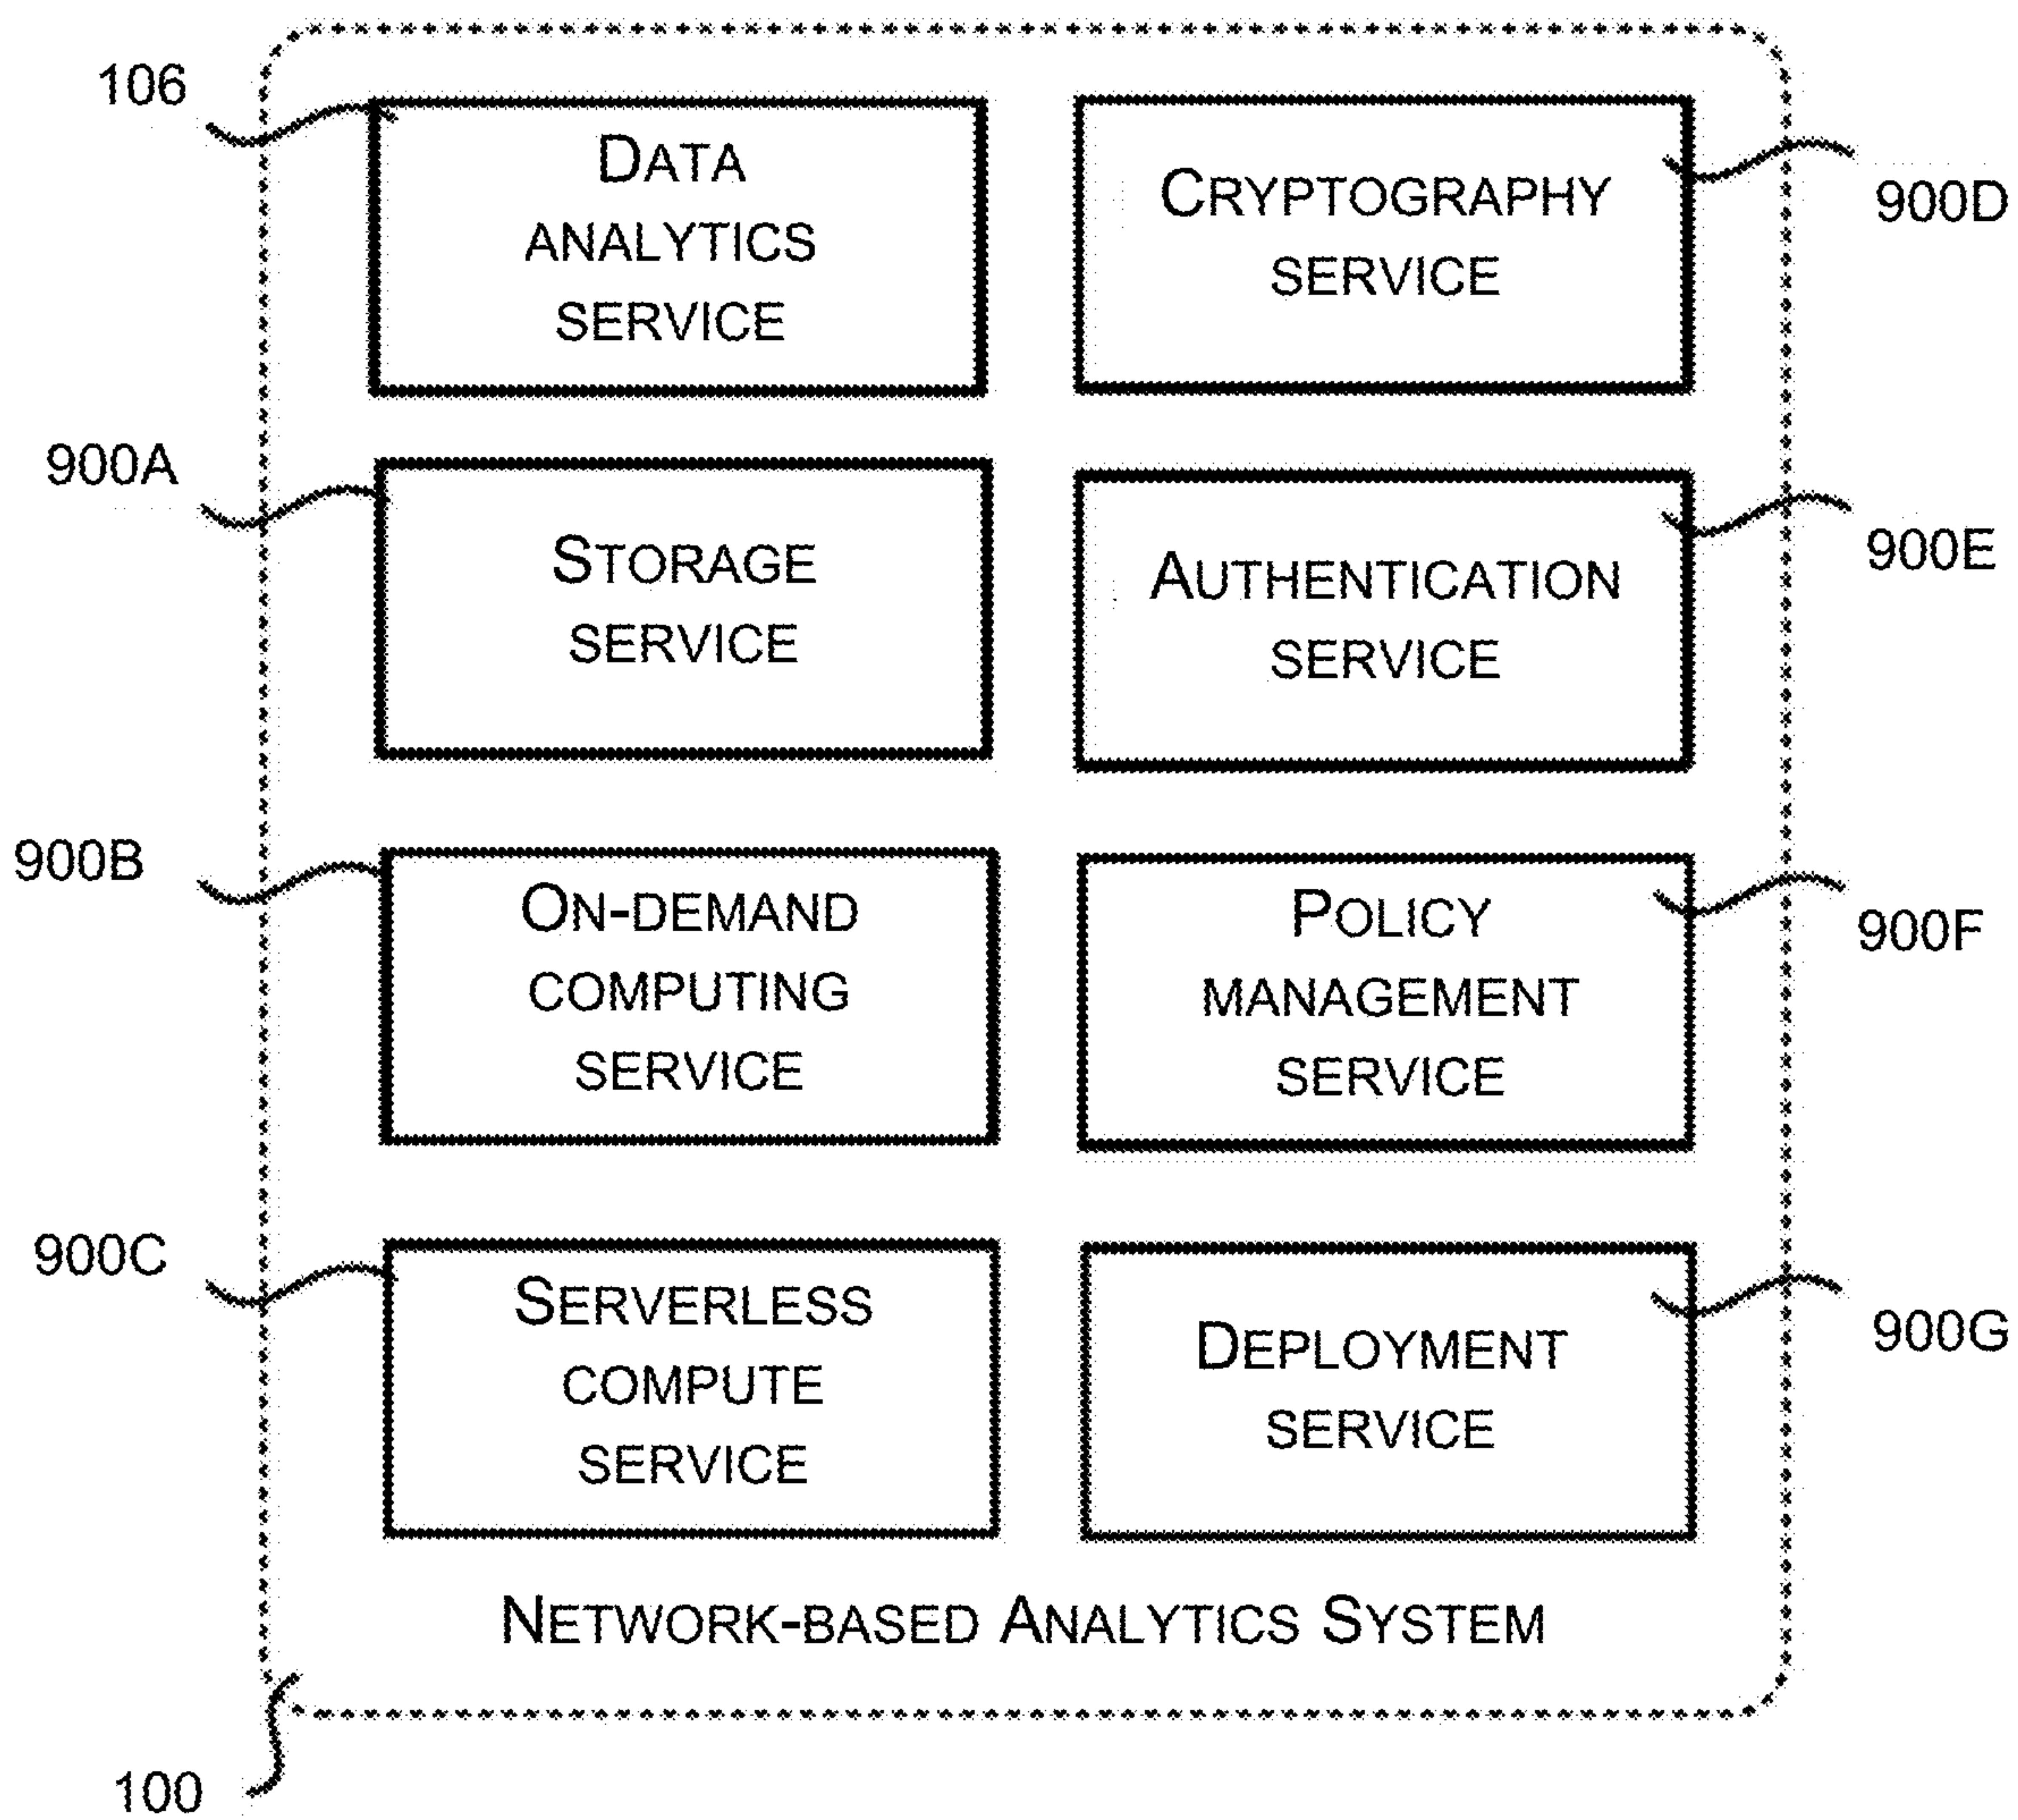 106
DATA
ANALYTICS
SERVICE
CRYPTOGRAPHY
SERVICE
900D
900A
STORAGE
SERVICE
AUTHENTICATION
SERVICE
900E
900B
ON-DEMAND
COMPUTING
SERVICE
POLICY
MANAGEMENT
SERVICE
900F
900C
SERVERLESS
COMPUTE
SERVICE
DEPLOYMENT
SERVICE
900G
NETWORK-BASED ANALYTICS SYSTEM
100